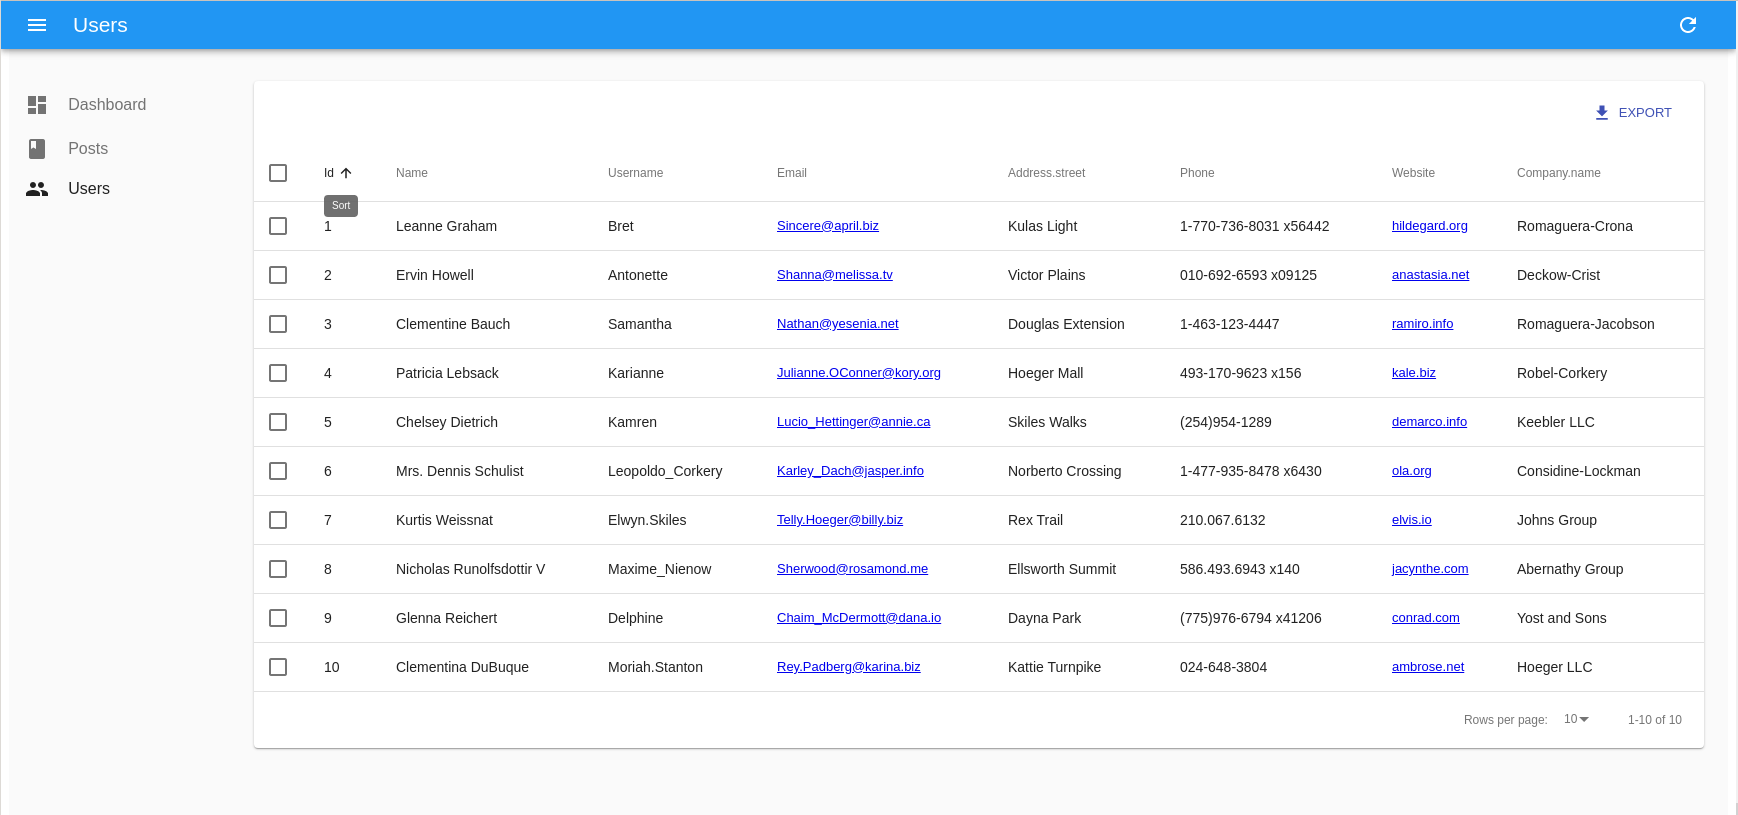 Users
Dashboard
Posts
Users
EXPORT
Id Name Username Email Address.street Phone Website Company.name
Sort
1 Leanne Graham Bret Sincere@april.biz Kulas Light 1-770-736-8031 x56442 hildegard.org Romaguera-Crona
2 Ervin Howell Antonette Shanna@melissa.tv Victor Plains 010-692-6593 x09125 anastasia.net Deckow-Crist
3 Clementine Bauch Samantha Nathan@yesenia.net Douglas Extension 1-463-123-4447 ramiro.info Romaguera-Jacobson
4 Patricia Lebsack Karianne Julianne.OConner@kory.org Hoeger Mall 493-170-9623 x156 kale.biz Robel-Corkery
5 Chelsey Dietrich Kamren Lucio_Hettinger@annie.ca Skiles Walks (254)954-1289 demarco.info Keebler LLC
6 Mrs. Dennis Schulist Leopoldo_Corkery Karley_Dach@jasper.info Norberto Crossing 1-477-935-8478 x6430 ola.org Considine-Lockman
7 Kurtis Weissnat Elwyn.Skiles Telly.Hoeger@billy.biz Rex Trail 210.067.6132 elvis.io Johns Group
8 Nicholas Runolfsdottir V Maxime_Nienow Sherwood@rosamond.me Ellsworth Summit 586.493.6943 x140 jacynthe.com Abernathy Group
9 Glenna Reichert Delphine Chaim_McDermott@dana.io Dayna Park (775)976-6794 x41206 conrad.com Yost and Sons
10 Clementina DuBuque Moriah.Stanton Rey.Padberg@karina.biz Kattie Turnpike 024-648-3804 ambrose.net Hoeger LLC
Rows per page: 10 1-10 of 10